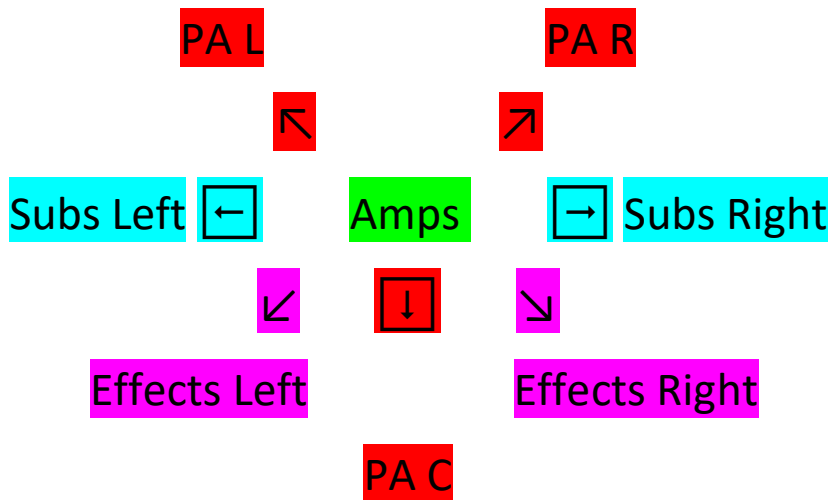 PA L PA R
↖ ↗
Subs Left ← Amps → Subs Right
↙ ↓ ↘
Effects Left Effects Right
PA C